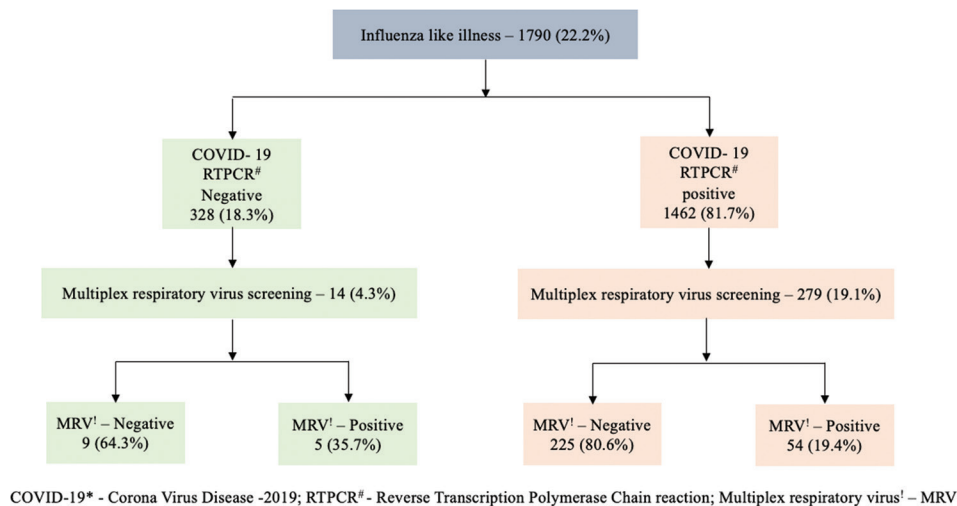 Influenza like illness – 1790 (22.2%)
COVID- 19
RTPCR#
Negative
328 (18.3%)
COVID- 19
RTPCR#
positive
1462 (81.7%)
Multiplex respiratory virus screening – 14 (4.3%)
Multiplex respiratory virus screening – 279 (19.1%)
MRV! – Negative
9 (64.3%)
MRV! – Positive
5 (35.7%)
MRV! – Negative
225 (80.6%)
MRV! – Positive
54 (19.4%)
COVID-19* - Corona Virus Disease -2019; RTPCR# - Reverse Transcription Polymerase Chain reaction; Multiplex respiratory virus! – MRV